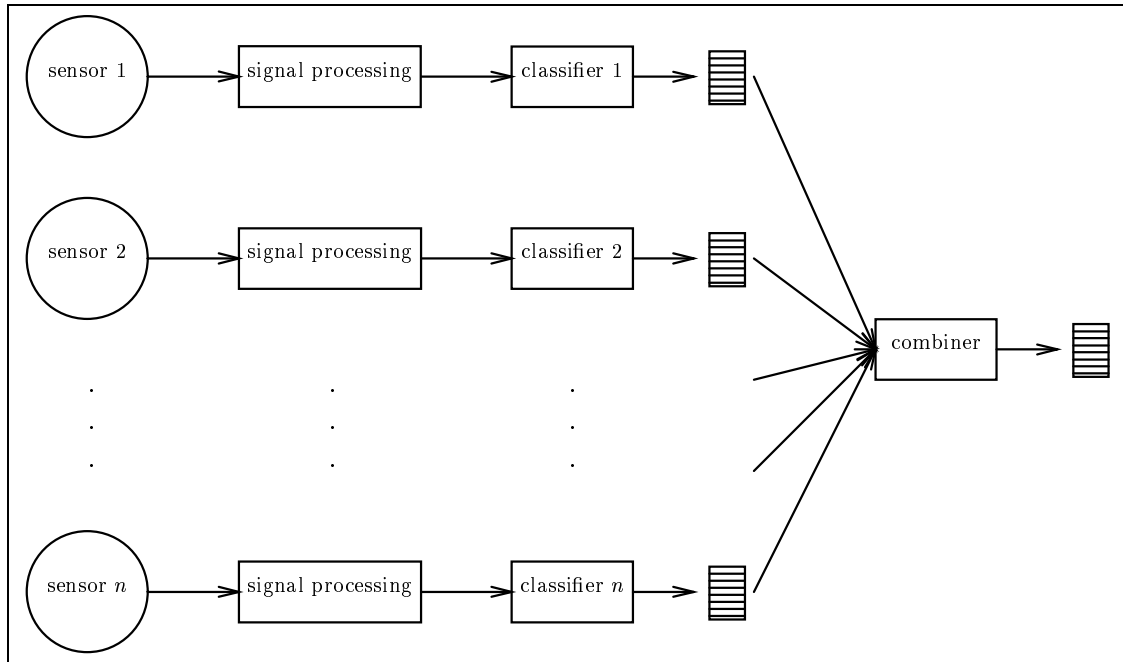 sensor 1
signal processing
classifier 1
sensor 2
signal processing
classifier 2
combiner
sensor n
signal processing
classifier n